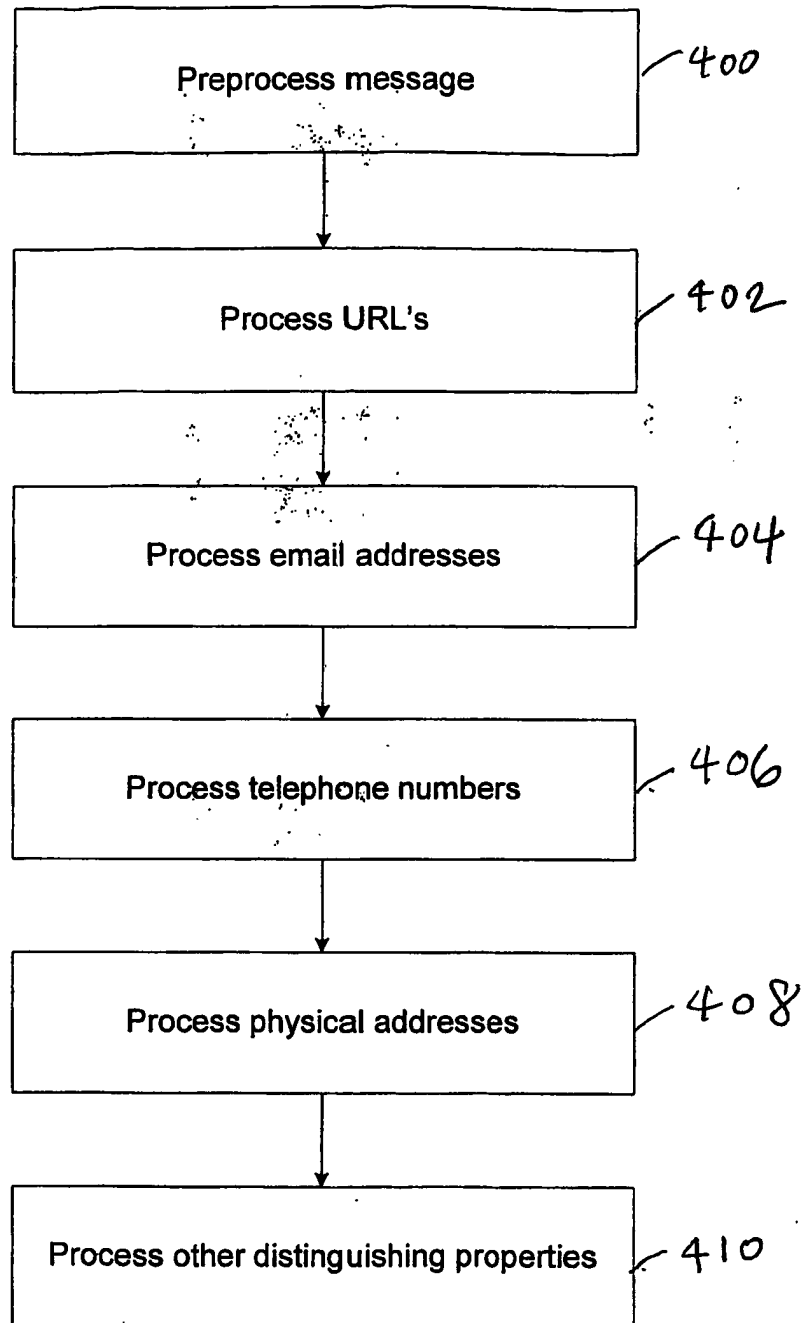 Preprocess message
400
Process URL's
402
Process email addresses
404
Process telephone numbers
406
Process physical addresses
408
Process other distinguishing properties
410